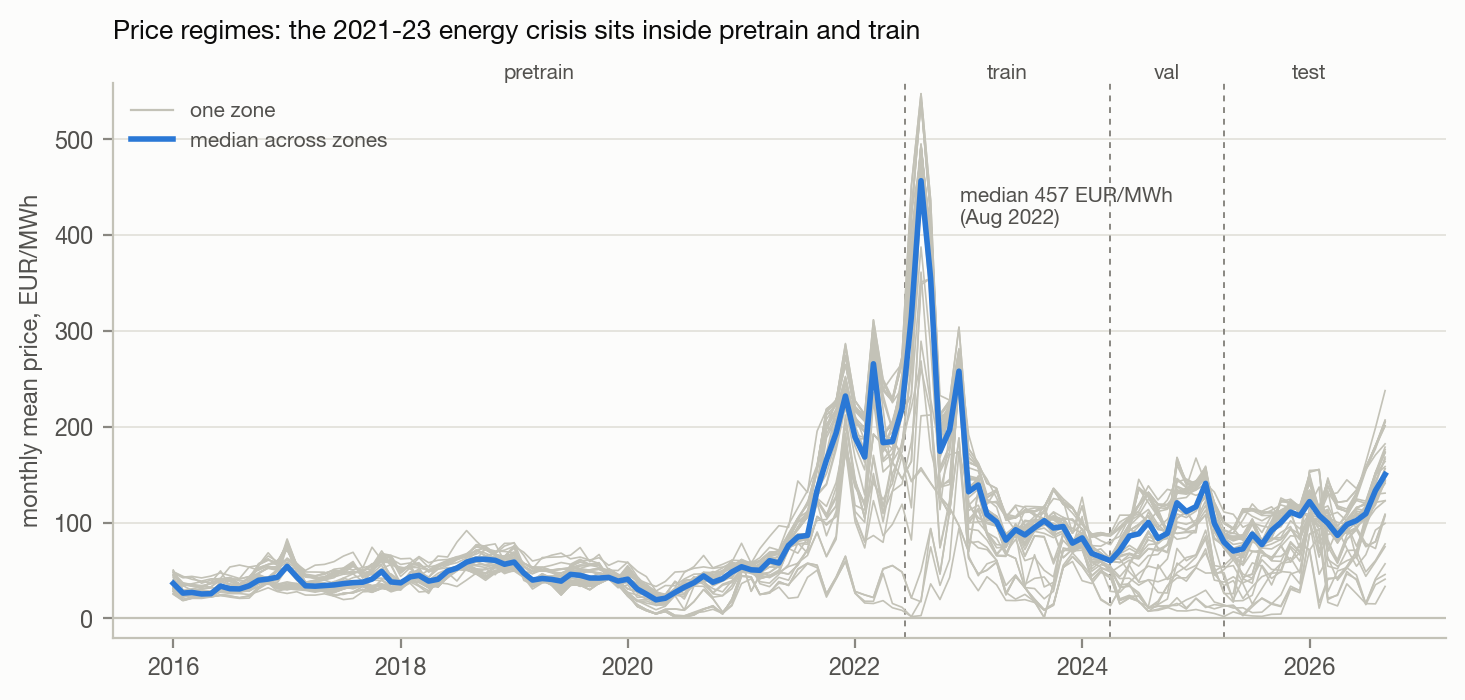 Price regimes: the 2021-23 energy crisis sits inside pretrain and train
pretrain
train
val
test
one zone
median across zones
median 457 EUR/MWh
(Aug 2022)
monthly mean price, EUR/MWh
500
400
300
200
100
0
2016
2018
2020
2022
2024
2026